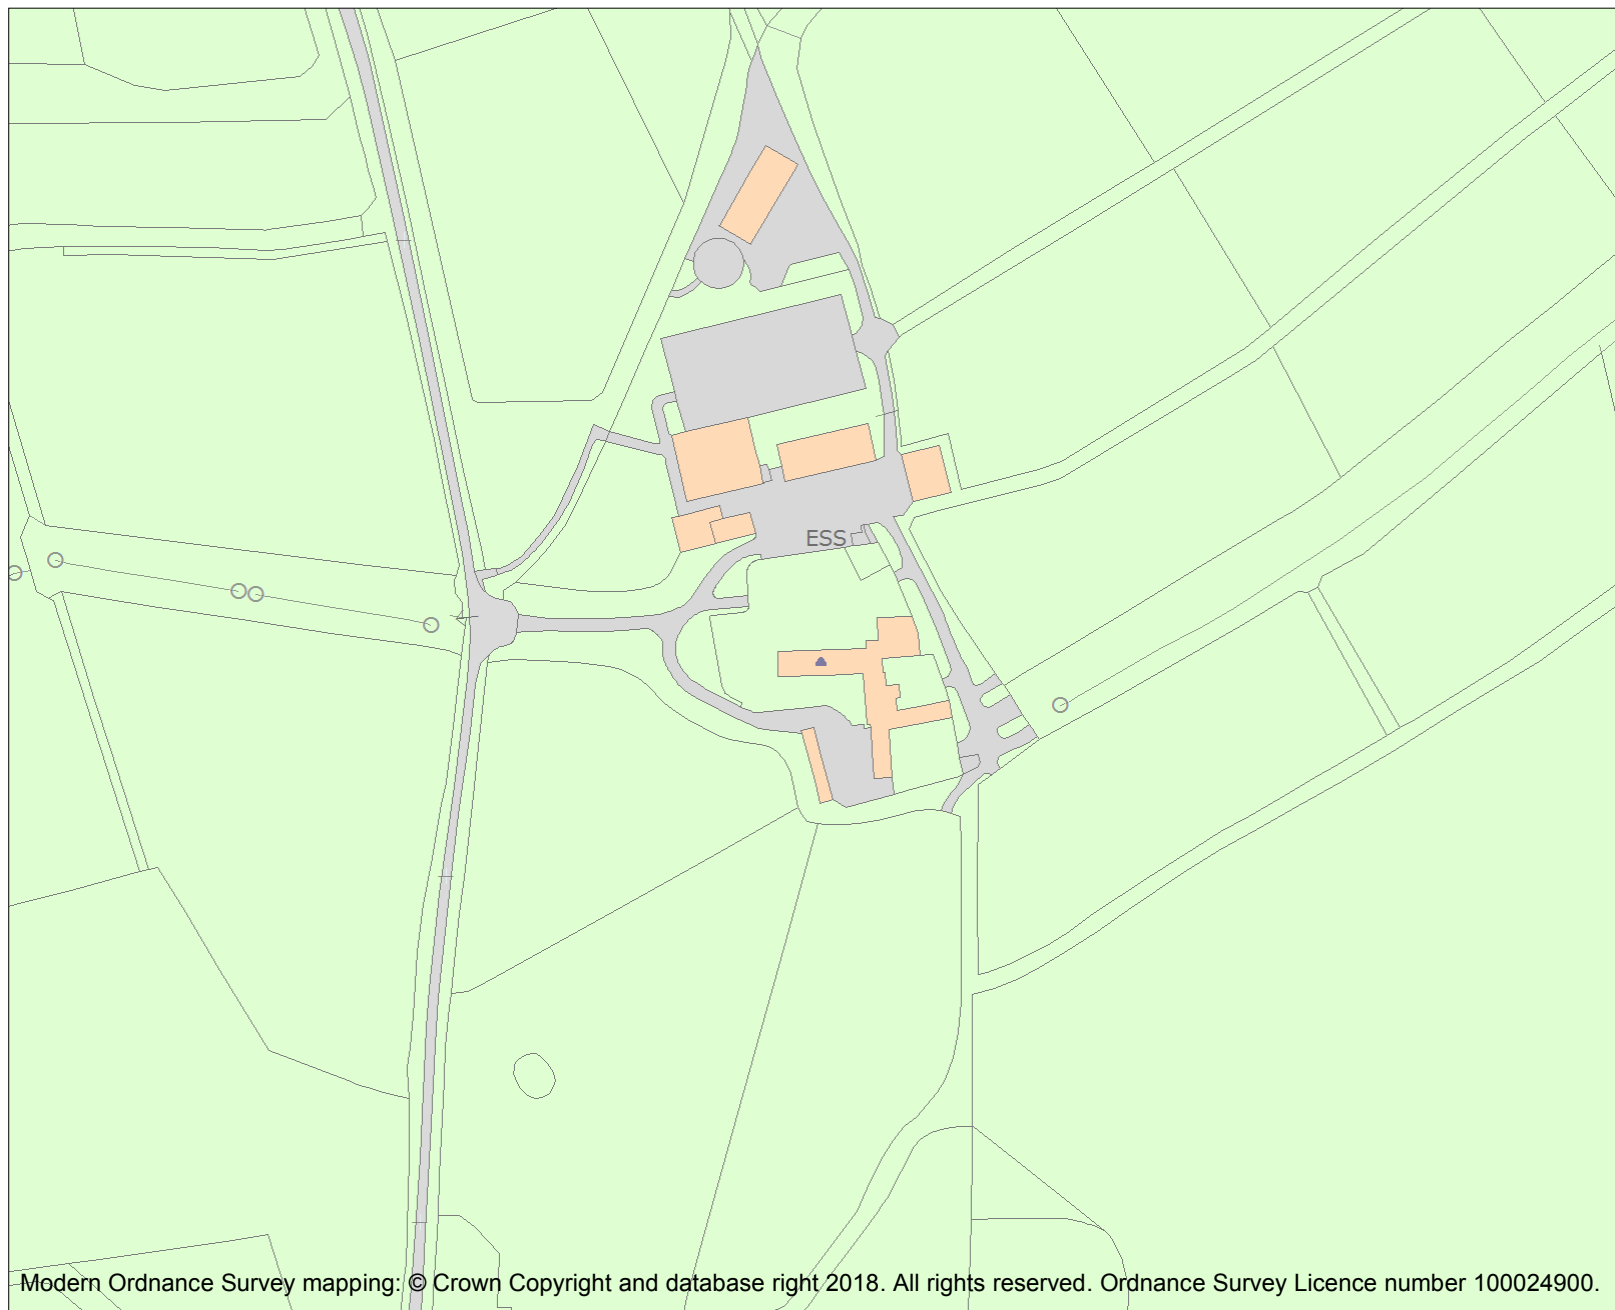 ESS
Modern Ordnance Survey mapping: © Crown Copyright and database right 2018. All rights reserved. Ordnance Survey Licence number 100024900.